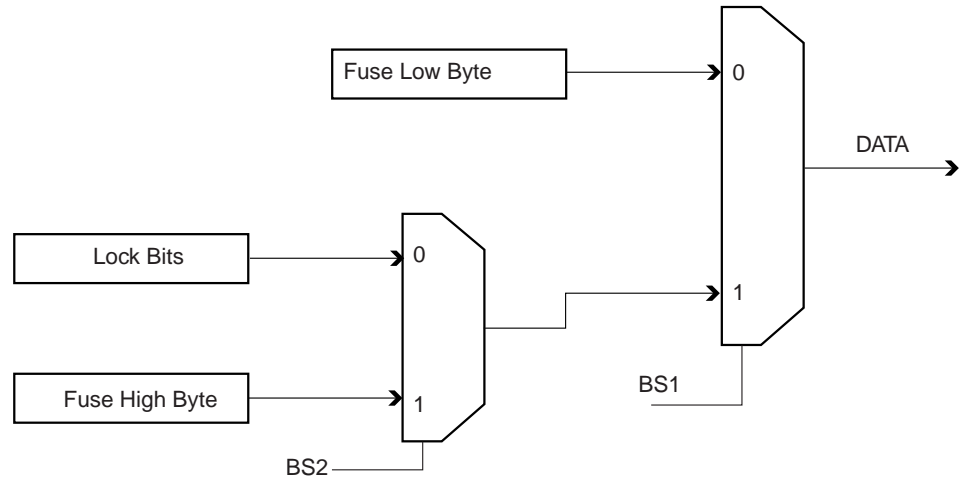 Fuse Low Byte
0
DATA
Lock Bits
0
1
BS1
Fuse High Byte
1
BS2